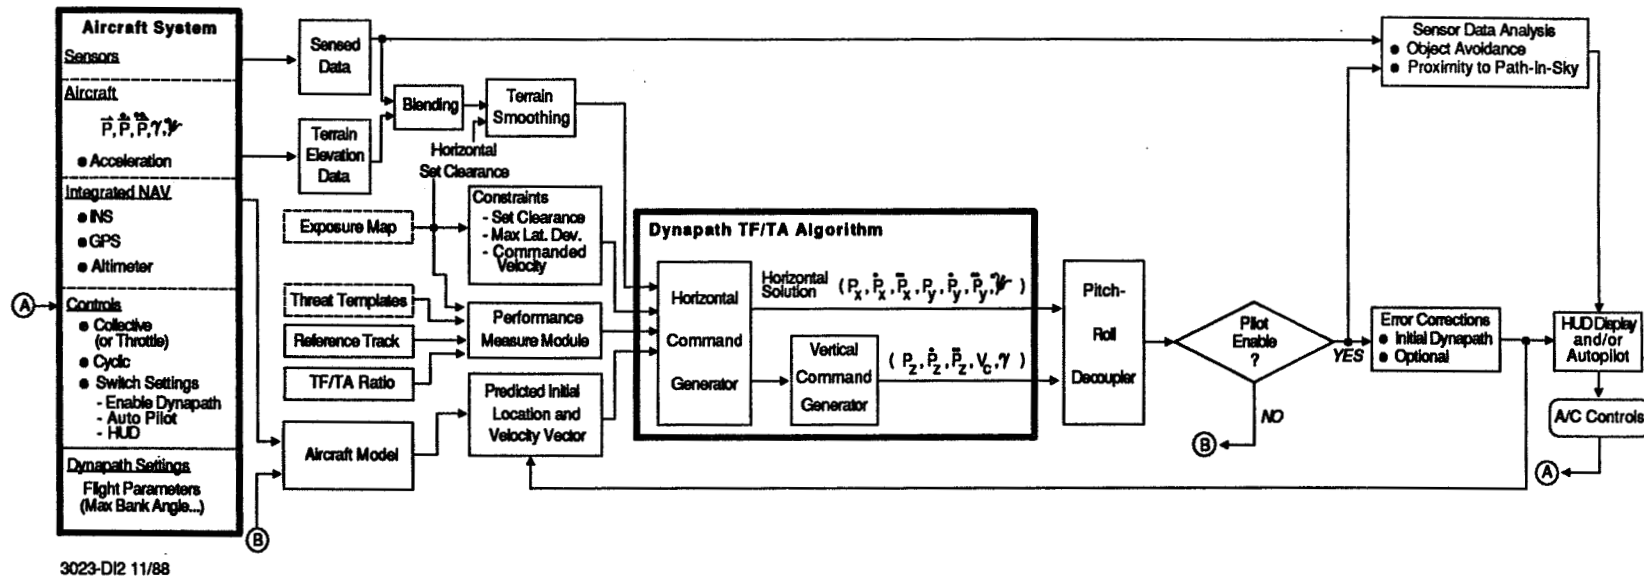 Aircraft System
Sensors
Aircraft
P, Ṗ, P̈, γ, ψ
● Acceleration
Integrated NAV
● INS
● GPS
● Altimeter
Controls
● Collective
(or Throttle)
● Cyclic
● Switch Settings
- Enable Dynapath
- Auto Pilot
- HUD
Dynapath Settings
Flight Parameters
(Max Bank Angle...)
A
B
3023-DI2 11/88
Sensed
Data
Terrain
Elevation
Data
Blending
Terrain
Smoothing
Horizontal
Set Clearance
Exposure Map
Threat Templates
Reference Track
TF/TA Ratio
Aircraft Model
Constraints
- Set Clearance
- Max Lat. Dev.
- Commanded
Velocity
Performance
Measure Module
Predicted Initial
Location and
Velocity Vector
Dynapath TF/TA Algorithm
Horizontal
Command
Generator
Horizontal
Solution
(Px, Ṗx, P̈x, Py, Ṗy, P̈y, ψ)
Vertical
Command
Generator
(Pz, Ṗz, P̈z, Vc, γ)
Pitch-
Roll
Decoupler
Pilot
Enable
?
YES
NO
B
Sensor Data Analysis
● Object Avoidance
● Proximity to Path-In-Sky
Error Corrections
● Initial Dynapath
● Optional
HUD Display
and/or
Autopilot
A/C Controls
A